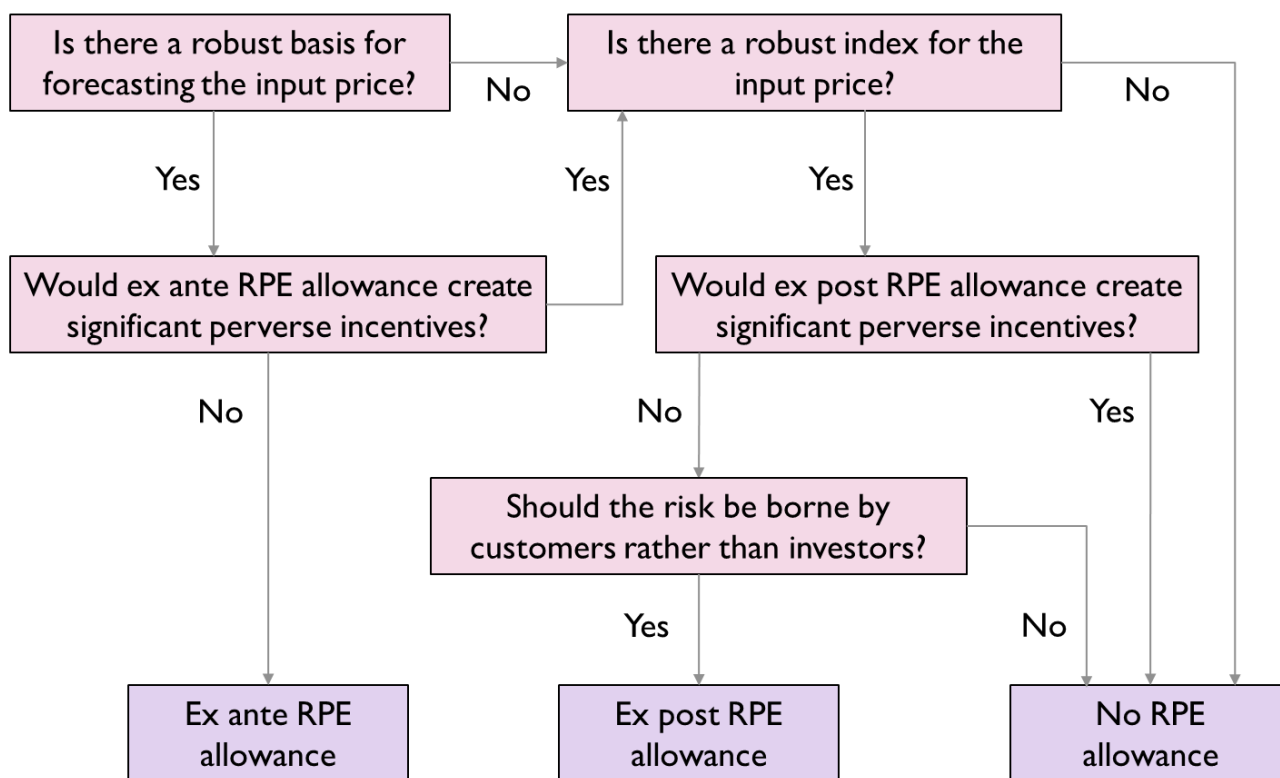 Is there a robust basis for
forecasting the input price?
No
Is there a robust index for the
input price?
No
Yes
Yes
Yes
Would ex ante RPE allowance create
significant perverse incentives?
Would ex post RPE allowance create
significant perverse incentives?
No
No
Yes
Should the risk be borne by
customers rather than investors?
Yes
No
Ex ante RPE
allowance
Ex post RPE
allowance
No RPE
allowance